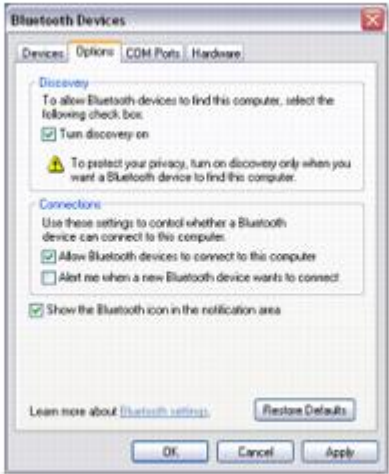 Bluetooth Devices
Devices Options COM Ports Hardware
Discovery
To allow Bluetooth devices to find this computer, select the
following check box.
Turn discovery on
To protect your privacy, turn on discovery only when you
want a Bluetooth device to find this computer.
Connections
Use these settings to control whether a Bluetooth
device can connect to this computer.
Allow Bluetooth devices to connect to this computer
Alert me when a new Bluetooth device wants to connect
Show the Bluetooth icon in the notification area
Learn more about Bluetooth settings. Restore Defaults
OK Cancel Apply